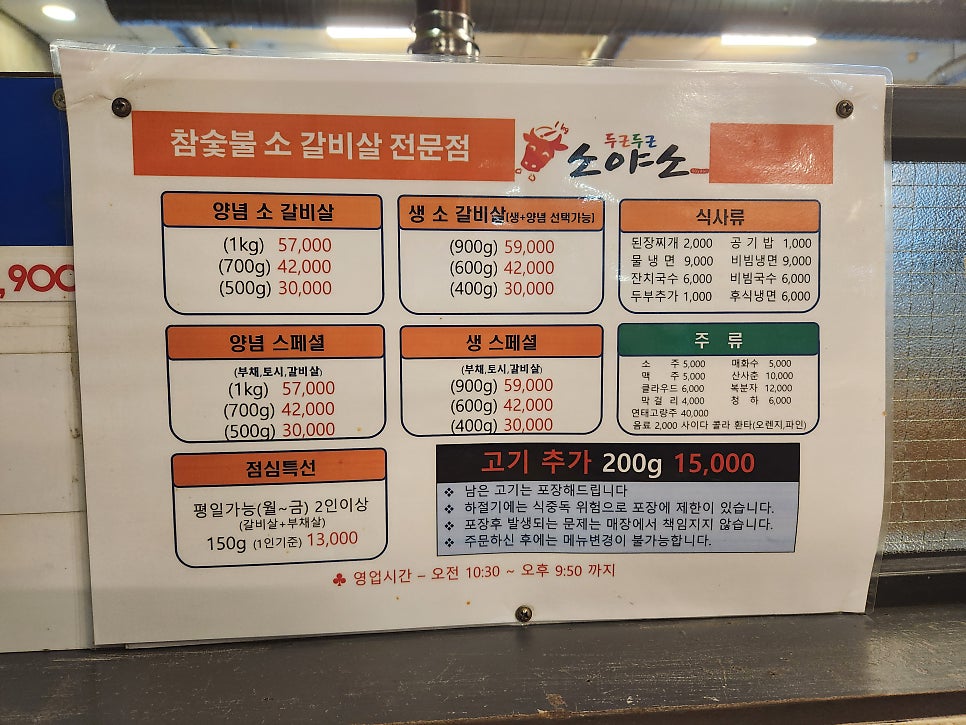 참숯불 소 갈비살 전문점
두근두근
소야소
,900
양념 소 갈비살
(1kg) 57,000
(700g) 42,000
(500g) 30,000
생 소 갈비살(생+양념 선택가능)
(900g) 59,000
(600g) 42,000
(400g) 30,000
식사류
된장찌개 2,000 공 기 밥 1,000
물 냉 면 9,000 비빔냉면 9,000
잔치국수 6,000 비빔국수 6,000
두부추가 1,000 후식냉면 6,000
양념 스페셜
(부채,토시,갈비살)
(1kg) 57,000
(700g) 42,000
(500g) 30,000
생 스페셜
(부채,토시,갈비살)
(900g) 59,000
(600g) 42,000
(400g) 30,000
주 류
소 주 5,000 매화수 5,000
맥 주 5,000 산사춘 10,000
클라우드 6,000 복분자 12,000
막 걸 리 4,000 청 하 6,000
연태고량주 40,000
음료 2,000 사이다 콜라 환타(오렌지,파인)
점심특선
평일가능(월~금) 2인이상
(갈비살+부채살)
150g (1인기준) 13,000
고기 추가 200g 15,000
❖ 남은 고기는 포장해드립니다
❖ 하절기에는 식중독 위험으로 포장에 제한이 있습니다.
❖ 포장후 발생되는 문제는 매장에서 책임지지 않습니다.
❖ 주문하신 후에는 메뉴변경이 불가능합니다.
♣ 영업시간 – 오전 10:30 ~ 오후 9:50 까지